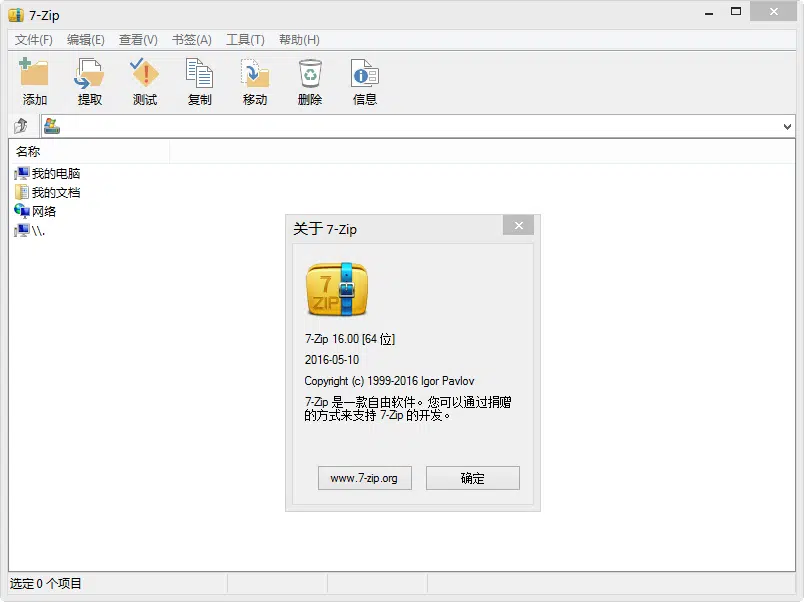 7-Zip
文件(F) 编辑(E) 查看(V) 书签(A) 工具(T) 帮助(H)
添加 提取 测试 复制 移动 删除 信息
名称
我的电脑
我的文档
网络
\\.
关于 7-Zip
7
ZIP
7-Zip 16.00 [64 位]
2016-05-10
Copyright (c) 1999-2016 Igor Pavlov
7-Zip 是一款自由软件。您可以通过捐赠
的方式来支持 7-Zip 的开发。
www.7-zip.org 确定
选定 0 个项目